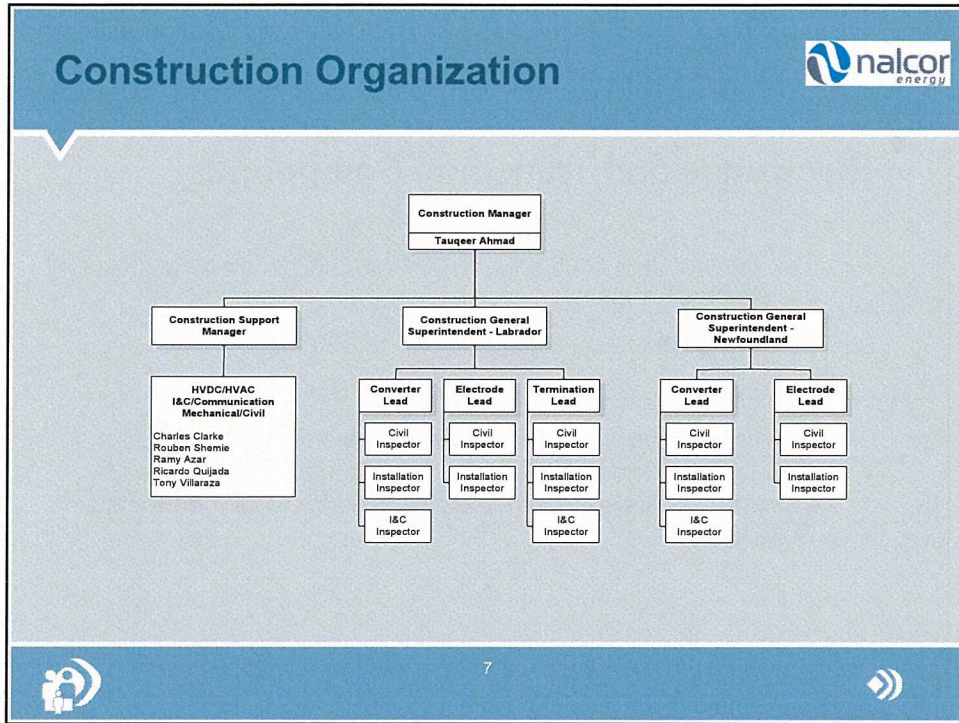 Construction Organization
nalcor
energy
Construction Manager
Tauqeer Ahmad
Construction Support
Manager
Construction General
Superintendent - Labrador
Construction General
Superintendent -
Newfoundland
HVDC/HVAC
I&C/Communication
Mechanical/Civil
Charles Clarke
Rouben Shemie
Ramy Azar
Ricardo Quijada
Tony Villaraza
Converter
Lead
Civil
Inspector
Installation
Inspector
I&C
Inspector
Electrode
Lead
Civil
Inspector
Installation
Inspector
Termination
Lead
Civil
Inspector
Installation
Inspector
I&C
Inspector
Converter
Lead
Civil
Inspector
Installation
Inspector
I&C
Inspector
Electrode
Lead
Civil
Inspector
Installation
Inspector
7